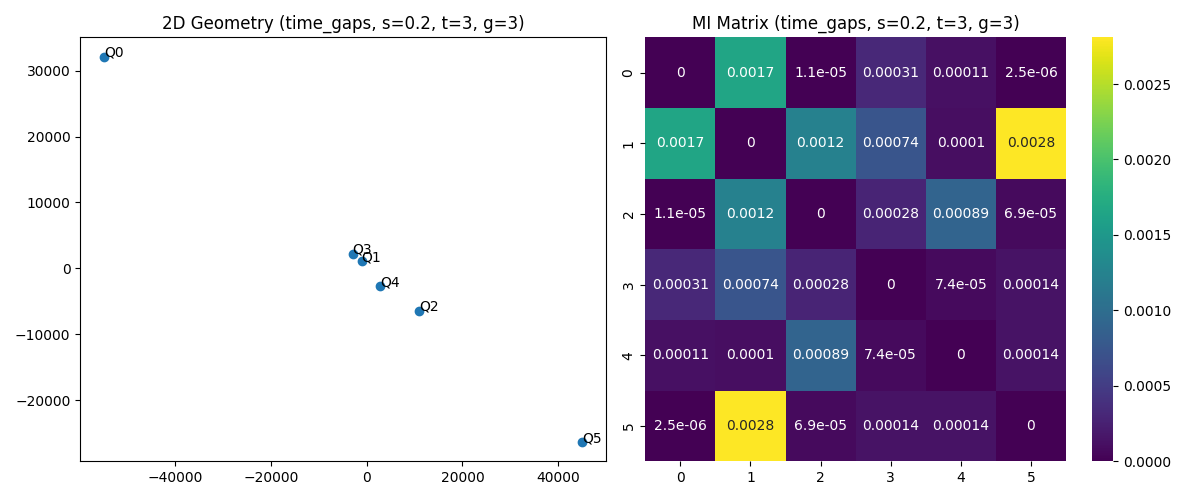 2D Geometry (time_gaps, s=0.2, t=3, g=3)
Q0
Q3
Q1
Q4
Q2
Q5
30000
20000
10000
0
−10000
−20000
−40000 −20000 0 20000 40000
MI Matrix (time_gaps, s=0.2, t=3, g=3)
0 0 0.0017 1.1e-05 0.00031 0.00011 2.5e-06
1 0.0017 0 0.0012 0.00074 0.0001 0.0028
2 1.1e-05 0.0012 0 0.00028 0.00089 6.9e-05
3 0.00031 0.00074 0.00028 0 7.4e-05 0.00014
4 0.00011 0.0001 0.00089 7.4e-05 0 0.00014
5 2.5e-06 0.0028 6.9e-05 0.00014 0.00014 0
0 1 2 3 4 5
0.0025
0.0020
0.0015
0.0010
0.0005
0.0000